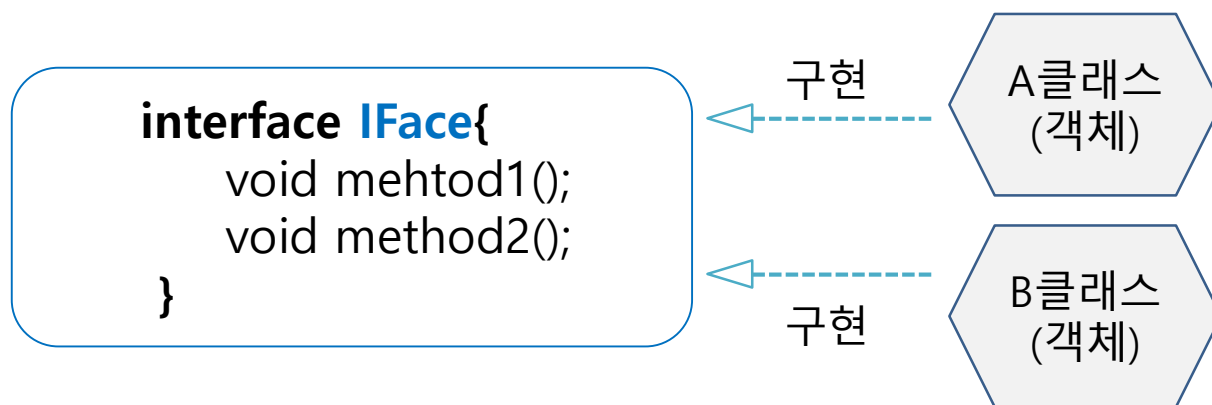 interface IFace{
void mehtod1();
void method2();
}
구현
A클래스
(객체)
구현
B클래스
(객체)